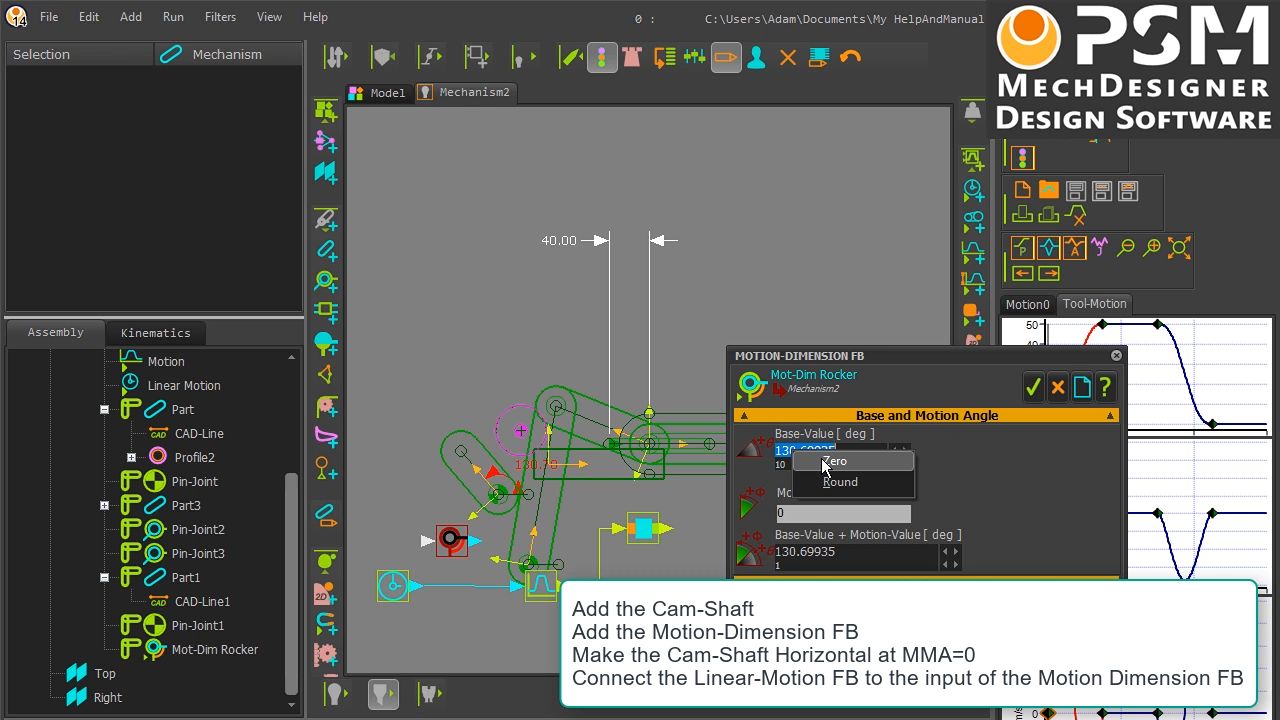 14
File Edit Add Run Filters View Help
0 : C:\Users\Adam\Documents\My HelpAndManual
PSM
MechDesigner
Design Software
Selection Mechanism
Model Mechanism2
40.00
Assembly Kinematics
Motion
Linear Motion
Part
CAD CAD-Line
Profile2
Pin-Joint
Part3
Pin-Joint2
Pin-Joint3
Part1
CAD CAD-Line1
Pin-Joint1
Mot-Dim Rocker
Top
Right
2D
Motion0 Tool-Motion
50
40
0
MOTION-DIMENSION FB
Mot-Dim Rocker
Mechanism2
Base and Motion Angle
Base-Value [ deg ]
130.69935
10
Zero
Round
Mo
0
Base-Value + Motion-Value [ deg ]
130.69935
1
130.70
Add the Cam-Shaft
Add the Motion-Dimension FB
Make the Cam-Shaft Horizontal at MMA=0
Connect the Linear-Motion FB to the input of the Motion Dimension FB